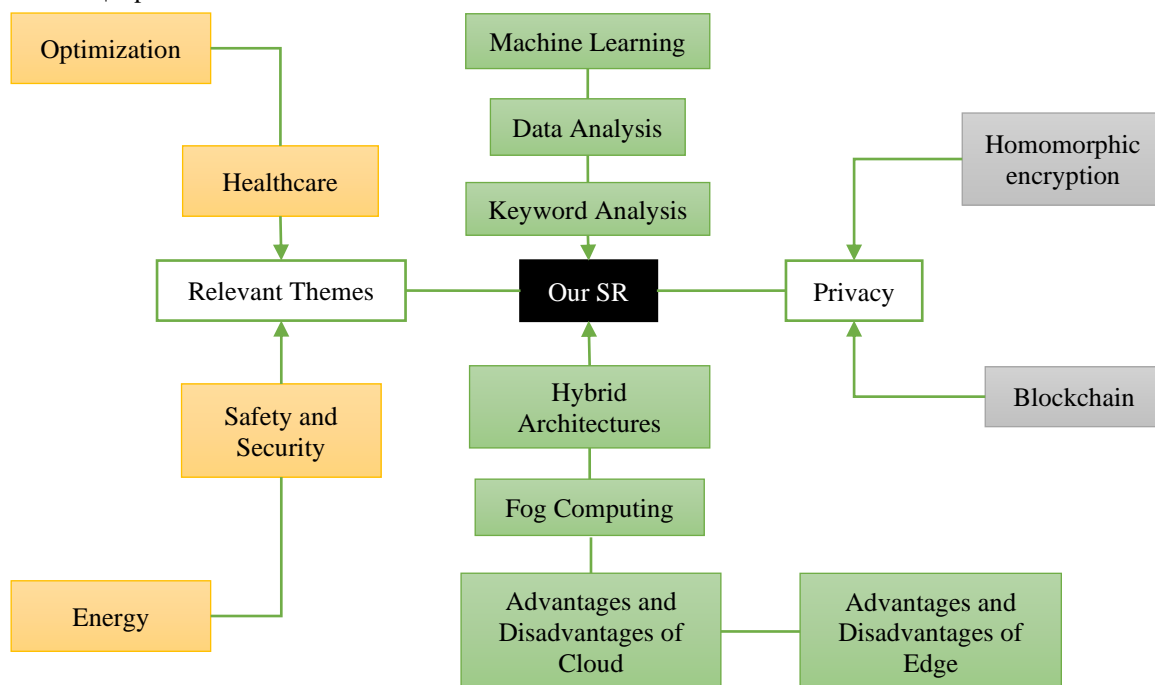 Optimization
Machine Learning
Data Analysis
Homomorphic
encryption
Healthcare
Keyword Analysis
Relevant Themes
Our SR
Privacy
Hybrid
Architectures
Safety and
Security
Blockchain
Fog Computing
Energy
Advantages and
Disadvantages of
Cloud
Advantages and
Disadvantages of
Edge